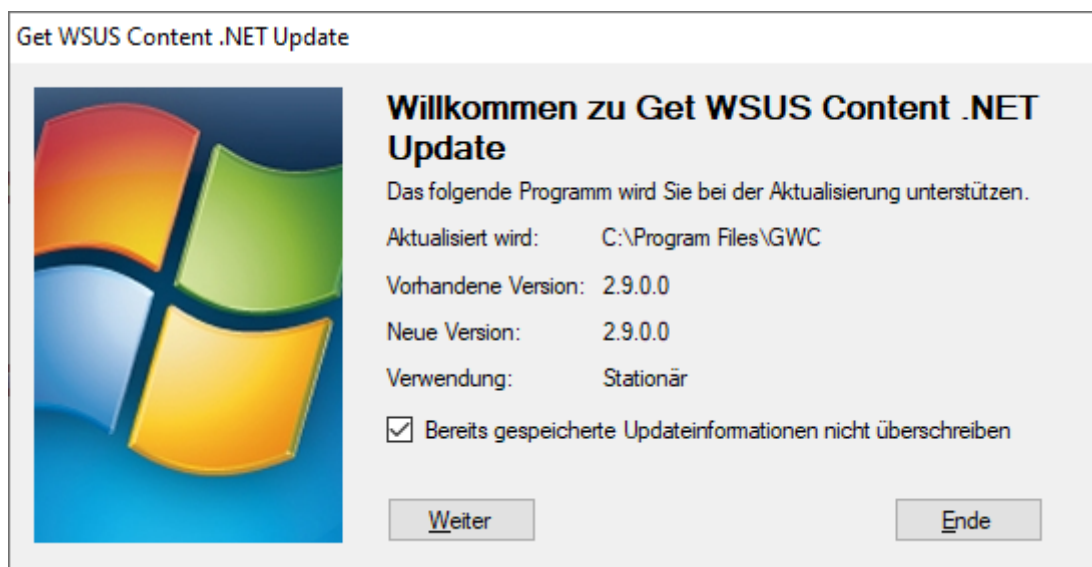 Get WSUS Content .NET Update
Willkommen zu Get WSUS Content .NET
Update
Das folgende Programm wird Sie bei der Aktualisierung unterstützen.
Aktualisiert wird: C:\Program Files\GWC
Vorhandene Version: 2.9.0.0
Neue Version: 2.9.0.0
Verwendung: Stationär
Bereits gespeicherte Updateinformationen nicht überschreiben
Weiter Ende